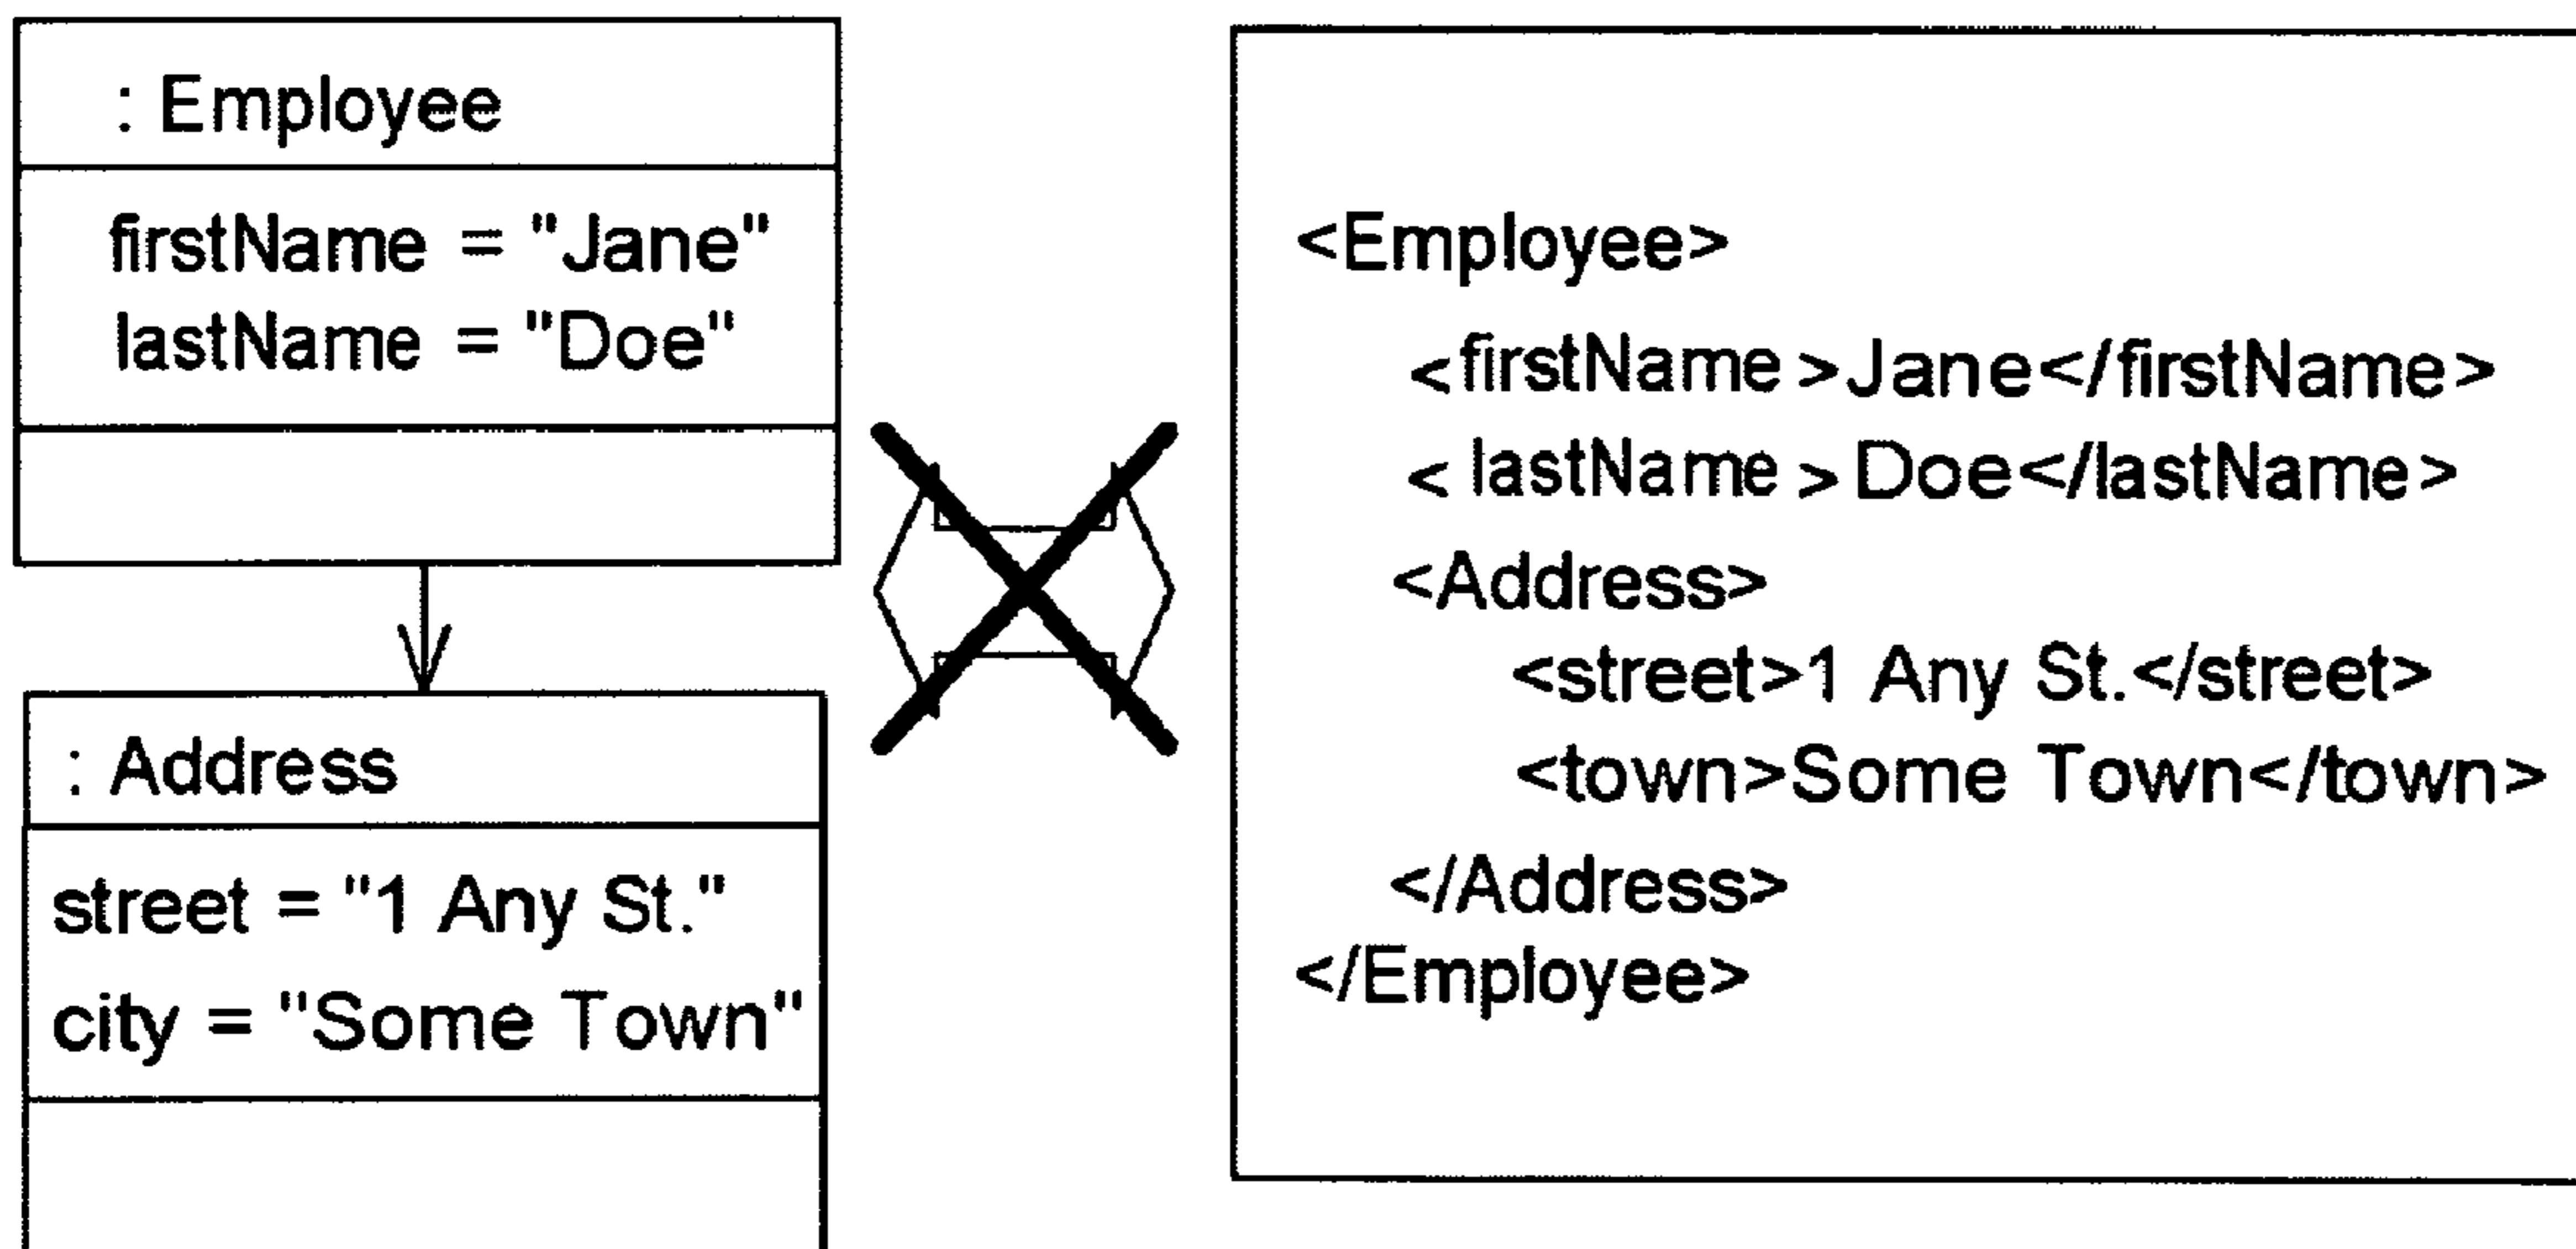 : Employee
firstName = "Jane"
lastName = "Doe"
: Address
street = "1 Any St."
city = "Some Town"
<Employee>
<firstName>Jane</firstName>
<lastName>Doe</lastName>
<Address>
<street>1 Any St.</street>
<town>Some Town</town>
</Address>
</Employee>